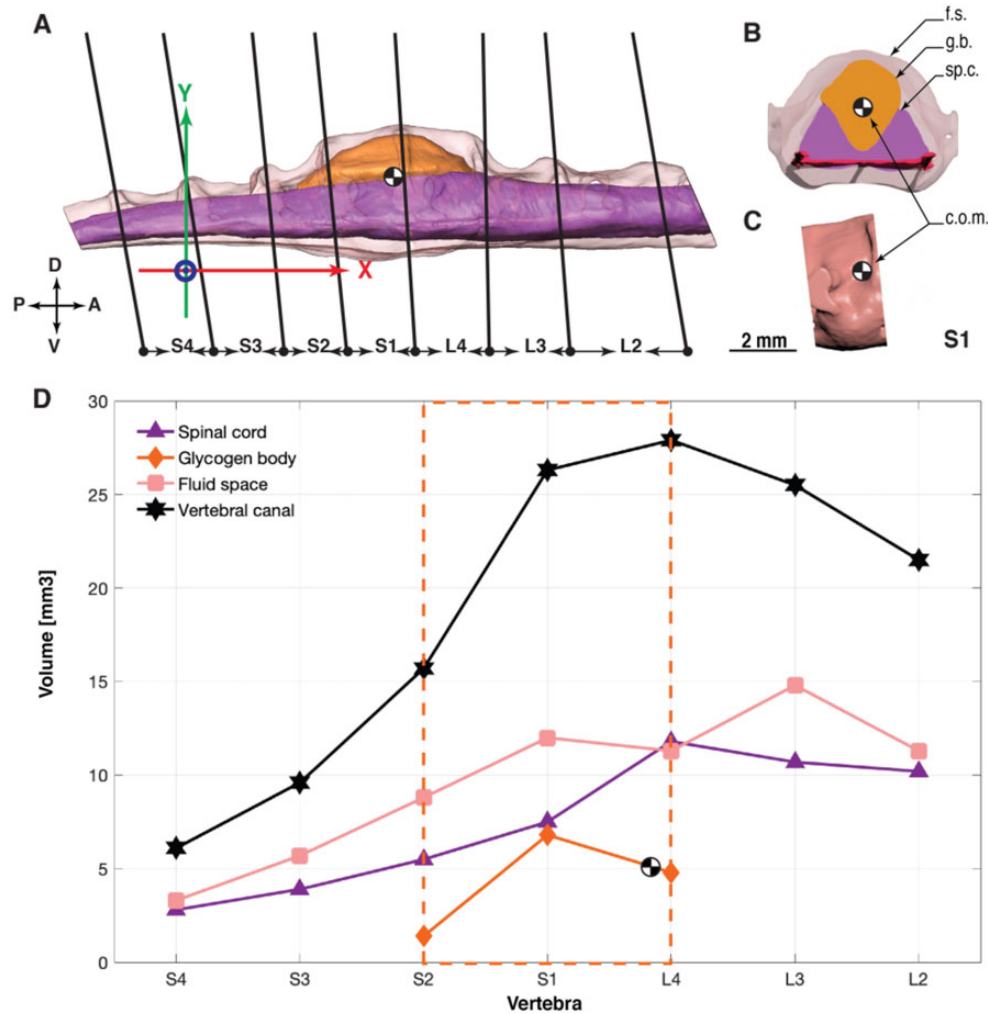 A
B
f.s.
g.b.
sp.c.
Y
X
D
P A
V
S4 S3 S2 S1 L4 L3 L2
C
c.o.m.
2 mm
S1
D
Spinal cord
Glycogen body
Fluid space
Vertebral canal
30
25
20
15
10
5
0
Volume [mm3]
S4 S3 S2 S1 L4 L3 L2
Vertebra